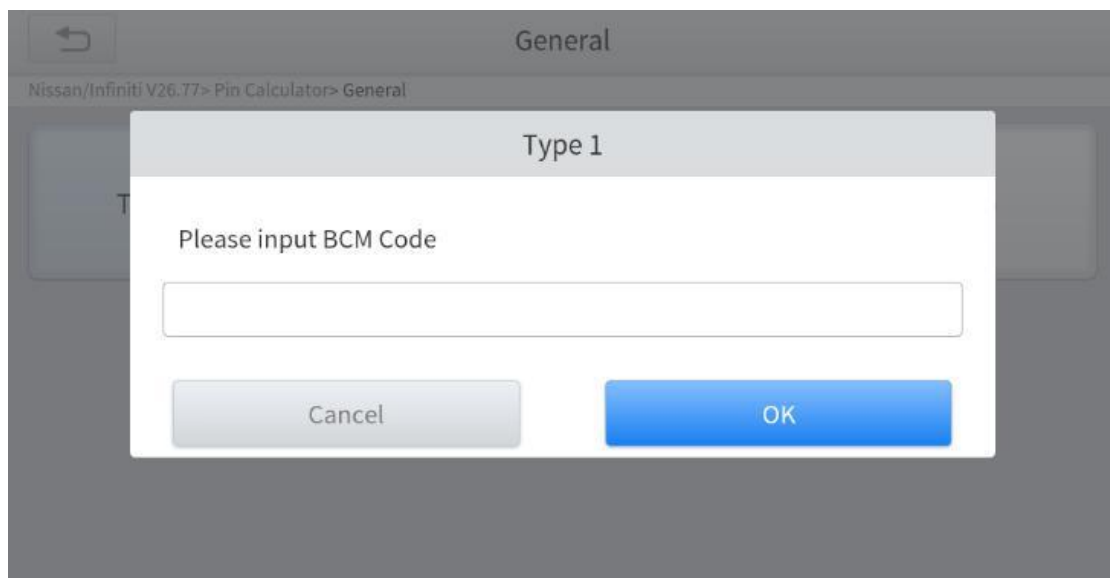 General
Nissan/Infiniti V26.77> Pin Calculator> General
Type 1
T
Please input BCM Code
Cancel
OK